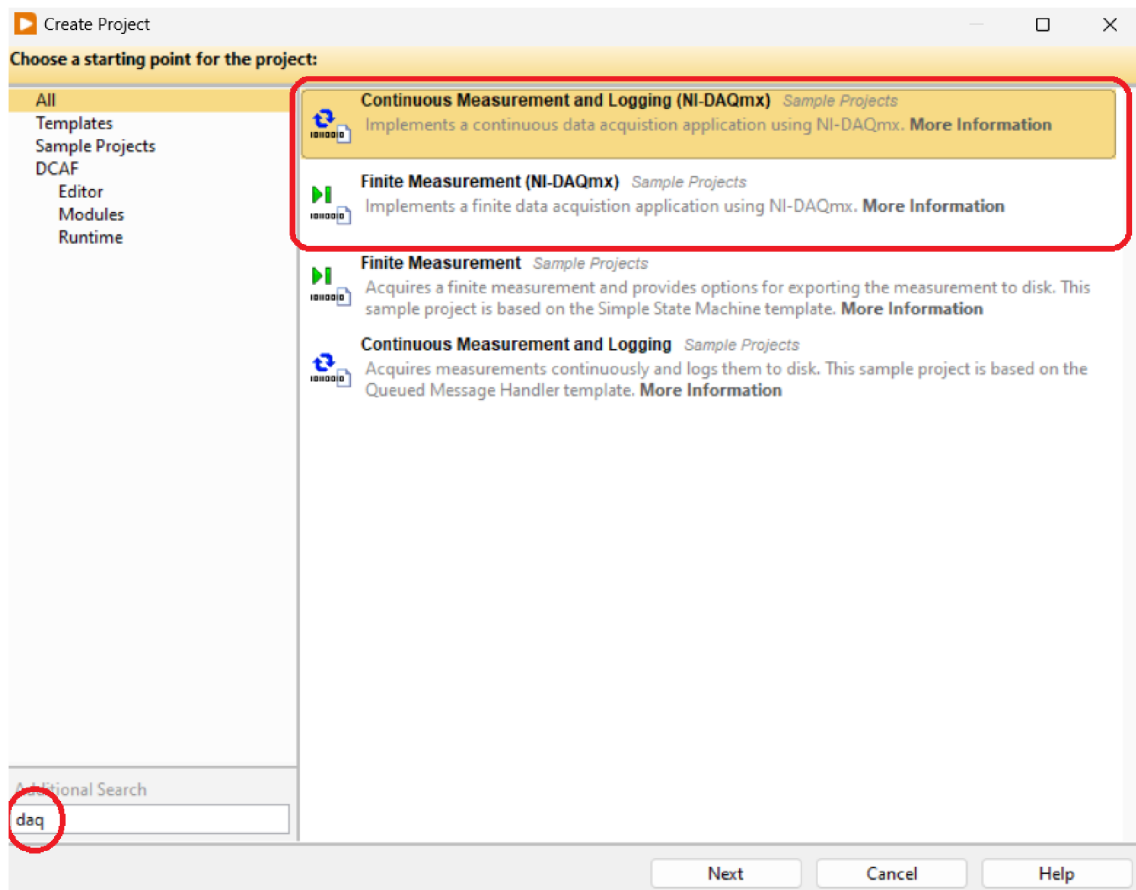 Create Project
Choose a starting point for the project:
All
Templates
Sample Projects
DCAF
Editor
Modules
Runtime
Continuous Measurement and Logging (NI-DAQmx) Sample Projects
Implements a continuous data acquistion application using NI-DAQmx. More Information
Finite Measurement (NI-DAQmx) Sample Projects
Implements a finite data acquistion application using NI-DAQmx. More Information
Finite Measurement Sample Projects
Acquires a finite measurement and provides options for exporting the measurement to disk. This
sample project is based on the Simple State Machine template. More Information
Continuous Measurement and Logging Sample Projects
Acquires measurements continuously and logs them to disk. This sample project is based on the
Queued Message Handler template. More Information
Additional Search
daq
Next Cancel Help